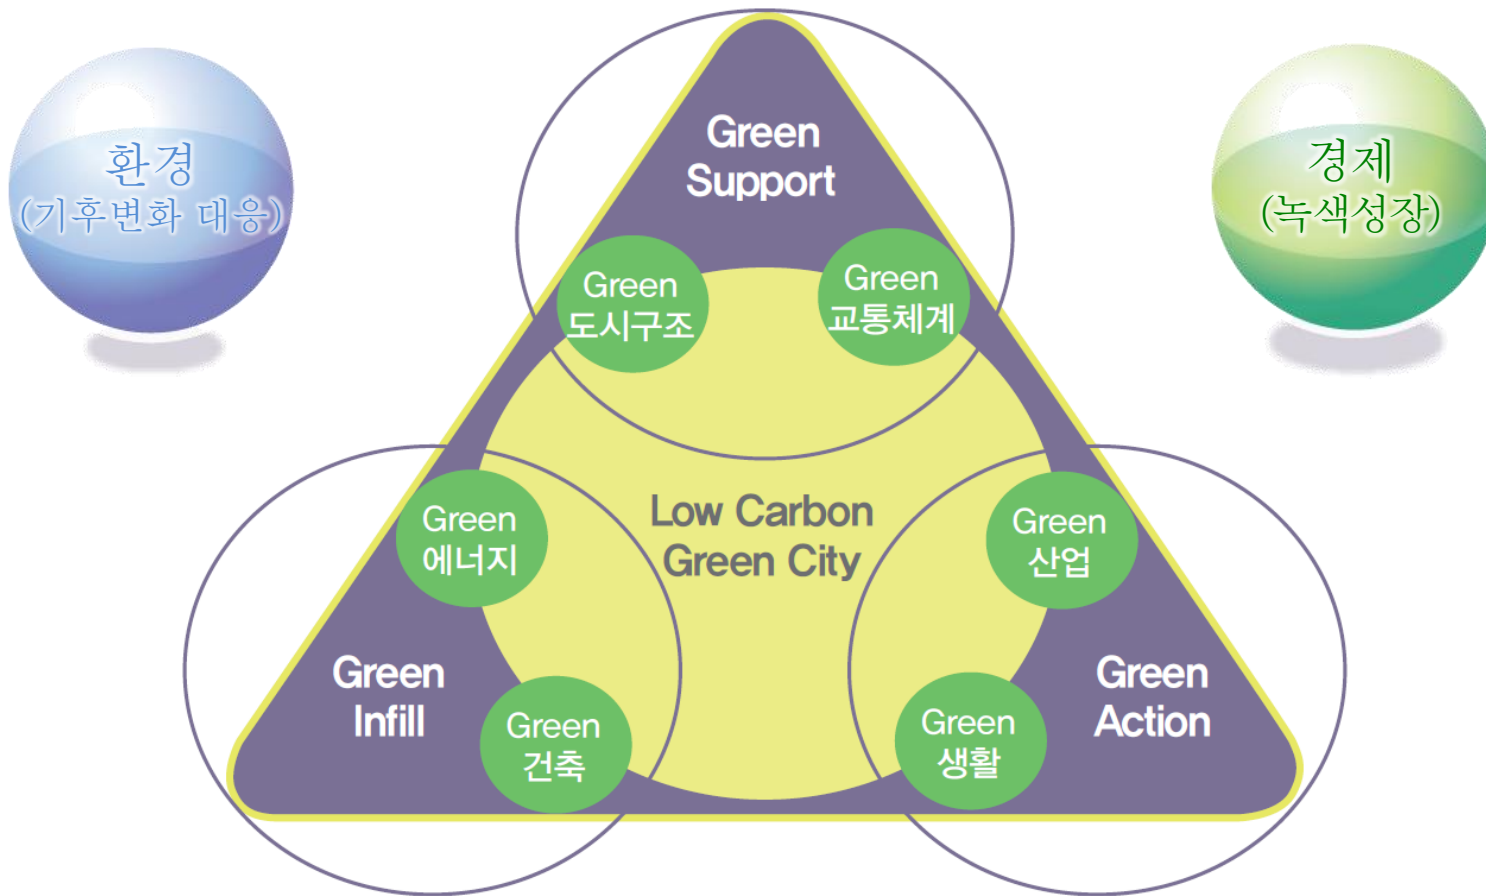 환경
(기후변화 대응)
경제
(녹색성장)
Green
Support
Green
도시구조
Green
교통체계
Low Carbon
Green City
Green
에너지
Green
산업
Green
Infill
Green
Action
Green
건축
Green
생활